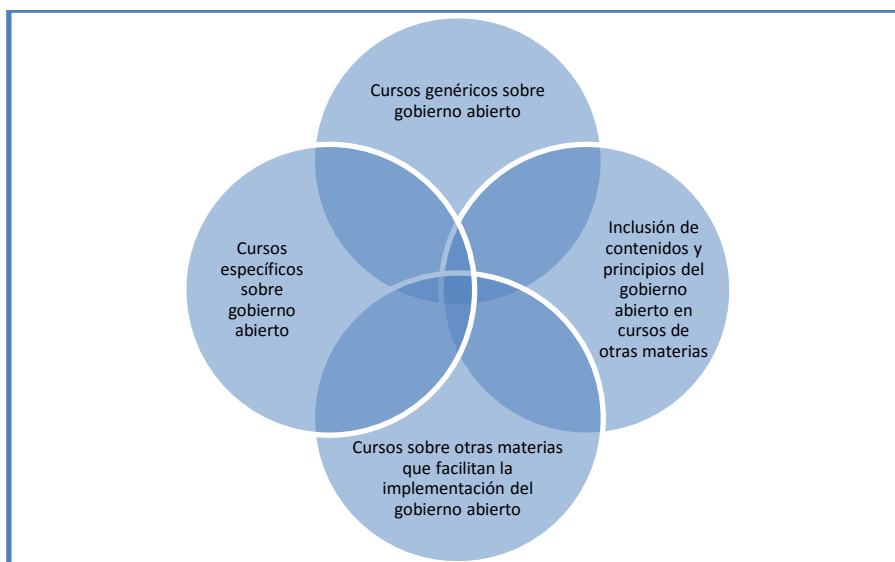 Cursos genéricos sobre
gobierno abierto
Cursos
específicos
sobre
gobierno
abierto
Inclusión de
contenidos y
principios del
gobierno
abierto en
cursos de
otras materias
Cursos sobre otras materias
que facilitan la
implementación del
gobierno abierto